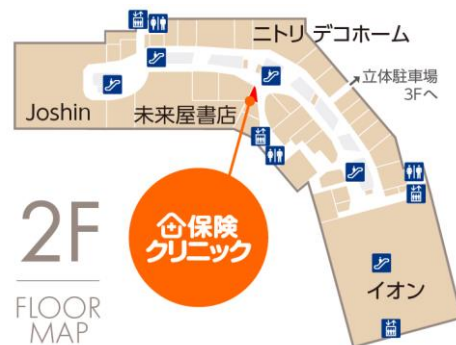 ニトリ デコホーム
立体駐車場
3Fへ
Joshin
未来屋書店
保険
クリニック
2F
FLOOR
MAP
イオン